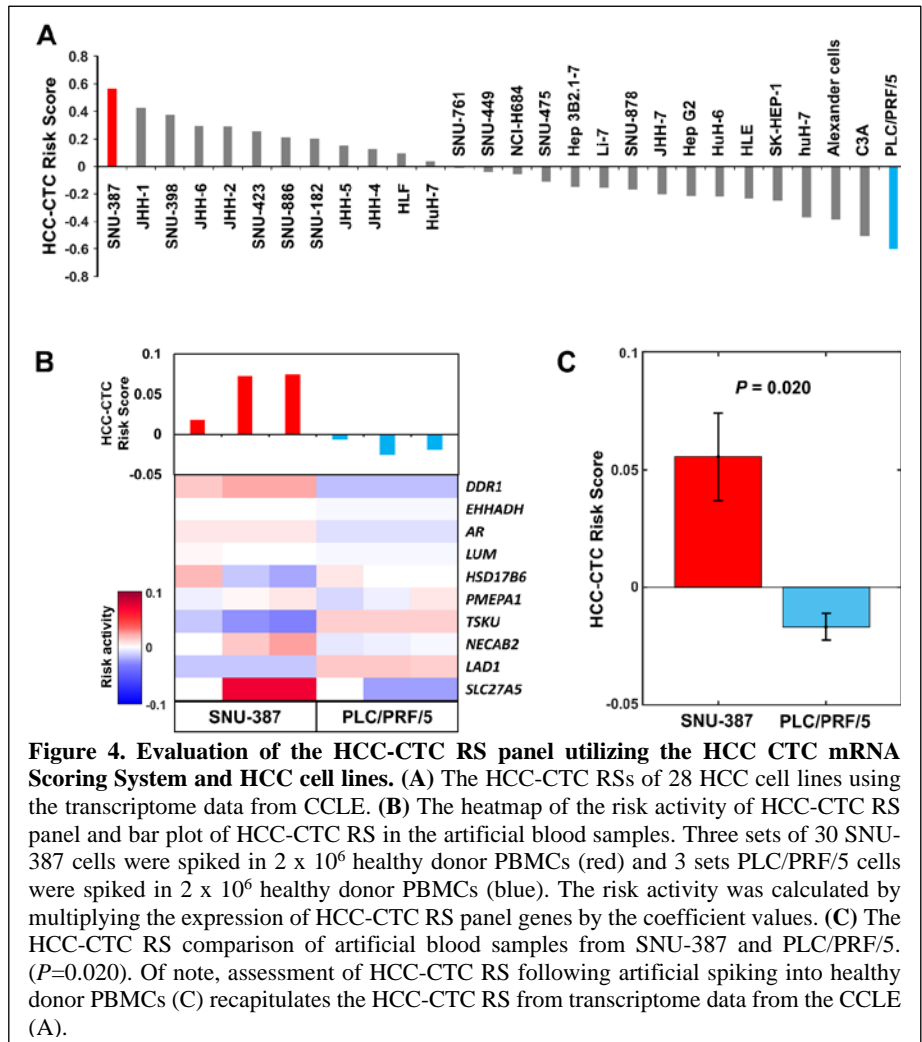 A
HCC-CTC Risk Score
0.8
0.6
0.4
0.2
0
-0.2
-0.4
-0.6
-0.8
SNU-387
JHH-1
SNU-398
JHH-6
JHH-2
SNU-423
SNU-886
SNU-182
JHH-5
JHH-4
HLF
HuH-7
SNU-761
SNU-449
NCI-H684
SNU-475
Hep 3B2.1-7
Li-7
SNU-878
JHH-7
Hep G2
HuH-6
HLE
SK-HEP-1
huH-7
Alexander cells
C3A
PLC/PRF/5
B
HCC-CTC
Risk Score
0.1
0.05
0
-0.05
DDR1
EHHADH
AR
LUM
HSD17B6
PMEPA1
TSKU
NECAB2
LAD1
SLC27A5
Risk activity
0.1
0
-0.1
SNU-387
PLC/PRF/5
C
HCC-CTC Risk Score
0.1
0.05
0
-0.05
P = 0.020
SNU-387
PLC/PRF/5
Figure 4. Evaluation of the HCC-CTC RS panel utilizing the HCC CTC mRNA
Scoring System and HCC cell lines. (A) The HCC-CTC RSs of 28 HCC cell lines using
the transcriptome data from CCLE. (B) The heatmap of the risk activity of HCC-CTC RS
panel and bar plot of HCC-CTC RS in the artificial blood samples. Three sets of 30 SNU-
387 cells were spiked in 2 x 10⁶ healthy donor PBMCs (red) and 3 sets PLC/PRF/5 cells
were spiked in 2 x 10⁶ healthy donor PBMCs (blue). The risk activity was calculated by
multiplying the expression of HCC-CTC RS panel genes by the coefficient values. (C) The
HCC-CTC RS comparison of artificial blood samples from SNU-387 and PLC/PRF/5.
(P=0.020). Of note, assessment of HCC-CTC RS following artificial spiking into healthy
donor PBMCs (C) recapitulates the HCC-CTC RS from transcriptome data from the CCLE
(A).